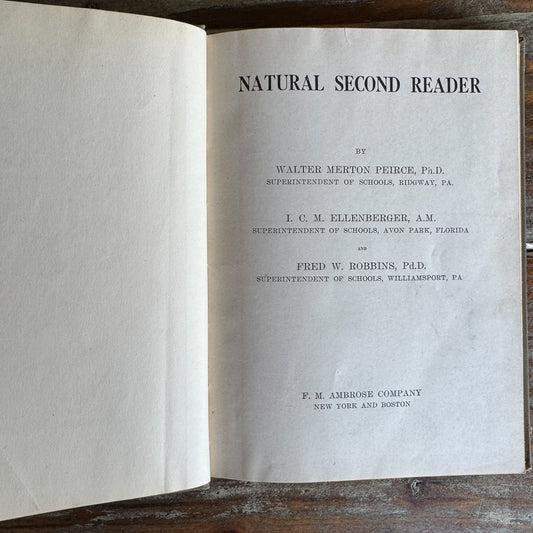 NATURAL SECOND READER
BY
WALTER MERTON PEIRCE, Ph.D.
SUPERINTENDENT OF SCHOOLS, RIDGWAY, PA.
I. C. M. ELLENBERGER, A.M.
SUPERINTENDENT OF SCHOOLS, AVON PARK, FLORIDA
AND
FRED W. ROBBINS, Pd.D.
SUPERINTENDENT OF SCHOOLS, WILLIAMSPORT, PA
F. M. AMBROSE COMPANY
NEW YORK AND BOSTON